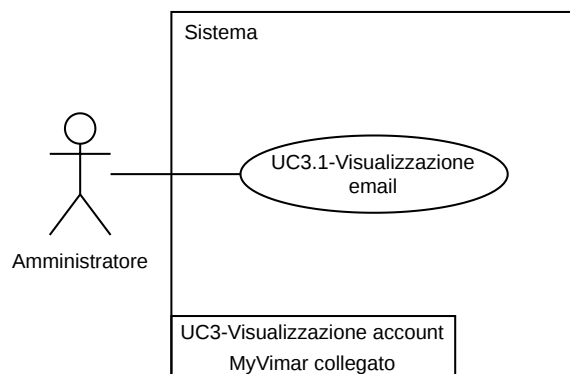 Sistema
UC3.1-Visualizzazione
email
Amministratore
UC3-Visualizzazione account
MyVimar collegato